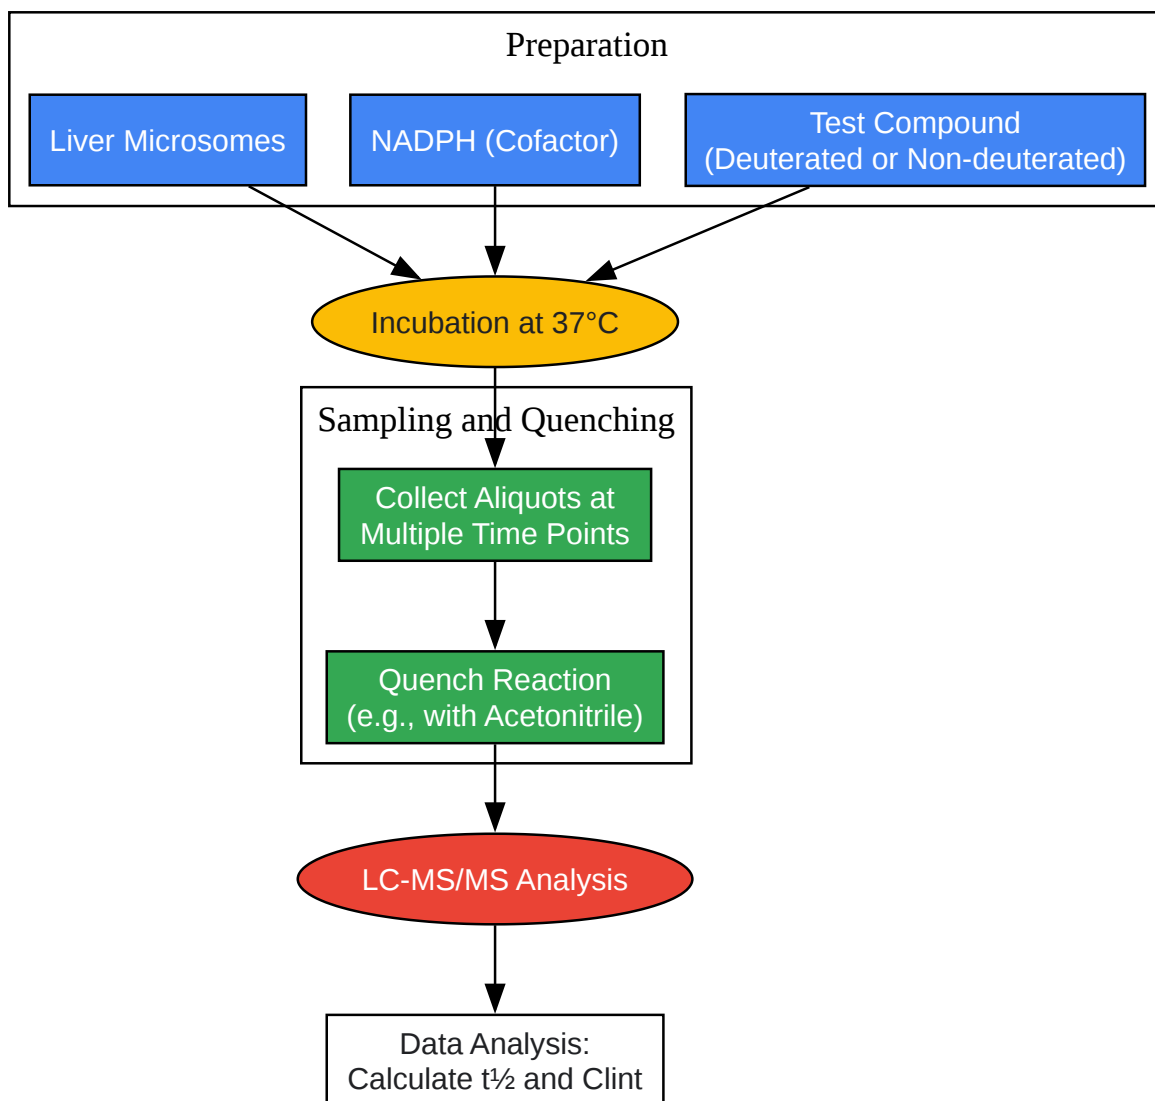 Preparation
Liver Microsomes
NADPH (Cofactor)
Test Compound
(Deuterated or Non-deuterated)
Incubation at 37°C
Sampling and Quenching
Collect Aliquots at
Multiple Time Points
Quench Reaction
(e.g., with Acetonitrile)
LC-MS/MS Analysis
Data Analysis:
Calculate t½ and Clint